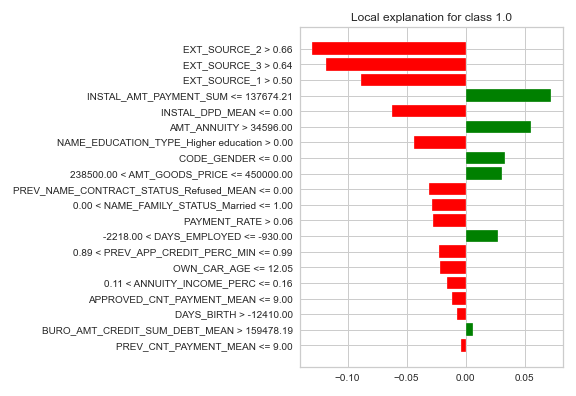 Local explanation for class 1.0
EXT_SOURCE_2 > 0.66
EXT_SOURCE_3 > 0.64
EXT_SOURCE_1 > 0.50
INSTAL_AMT_PAYMENT_SUM <= 137674.21
INSTAL_DPD_MEAN <= 0.00
AMT_ANNUITY > 34596.00
NAME_EDUCATION_TYPE_Higher education > 0.00
CODE_GENDER <= 0.00
238500.00 < AMT_GOODS_PRICE <= 450000.00
PREV_NAME_CONTRACT_STATUS_Refused_MEAN <= 0.00
0.00 < NAME_FAMILY_STATUS_Married <= 1.00
PAYMENT_RATE > 0.06
-2218.00 < DAYS_EMPLOYED <= -930.00
0.89 < PREV_APP_CREDIT_PERC_MIN <= 0.99
OWN_CAR_AGE <= 12.05
0.11 < ANNUITY_INCOME_PERC <= 0.16
APPROVED_CNT_PAYMENT_MEAN <= 9.00
DAYS_BIRTH > -12410.00
BURO_AMT_CREDIT_SUM_DEBT_MEAN > 159478.19
PREV_CNT_PAYMENT_MEAN <= 9.00
−0.10 −0.05 0.00 0.05